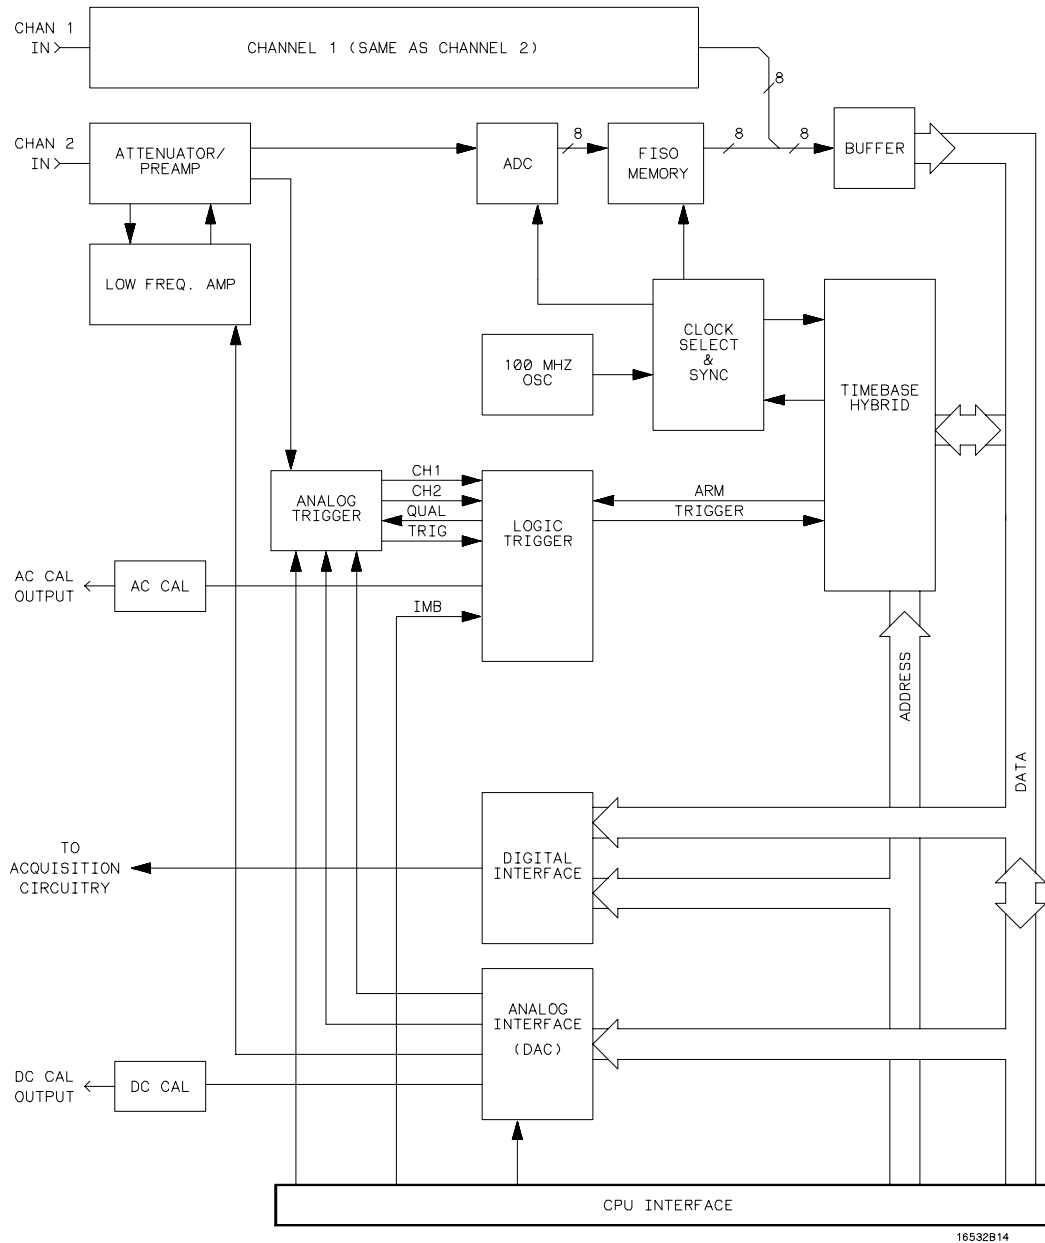 CHAN 1
IN
CHANNEL 1 (SAME AS CHANNEL 2)
8
CHAN 2
IN
ATTENUATOR/
PREAMP
ADC
8
FISO
MEMORY
8
8
BUFFER
LOW FREQ. AMP
100 MHZ
OSC
CLOCK
SELECT
&
SYNC
TIMEBASE
HYBRID
ANALOG
TRIGGER
CH1
CH2
QUAL
TRIG
LOGIC
TRIGGER
ARM
TRIGGER
AC CAL
OUTPUT
AC CAL
IMB
ADDRESS
DATA
TO
ACQUISITION
CIRCUITRY
DIGITAL
INTERFACE
ANALOG
INTERFACE
(DAC)
DC CAL
OUTPUT
DC CAL
CPU INTERFACE
16532B14